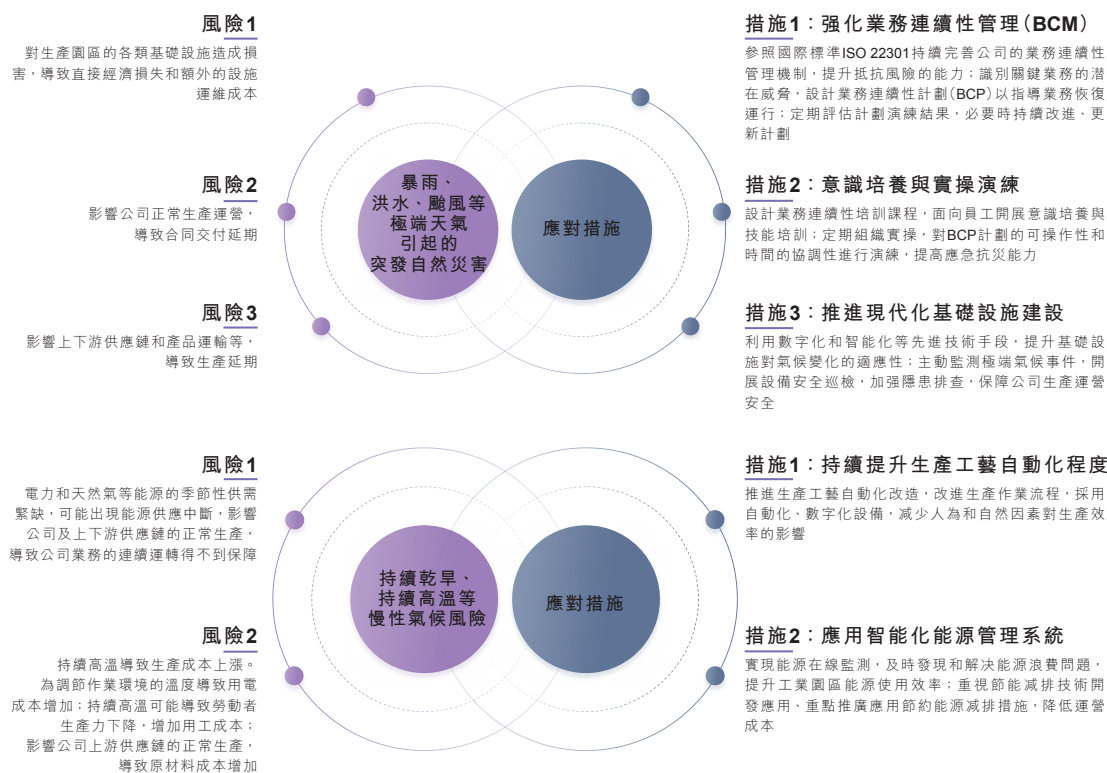 風險1
對生產園區的各類基礎設施造成損
害，導致直接經濟損失和額外的設施
運維成本
風險2
影響公司正常生產運營，
導致合同交付延期
風險3
影響上下游供應鏈和產品運輸等，
導致生產延期
暴雨、
洪水、颱風等
極端天氣
引起的
突發自然災害
應對措施
措施1：强化業務連續性管理（BCM）
參照國際標準ISO 22301持續完善公司的業務連續性
管理機制，提升抵抗風險的能力；識別關鍵業務的潜
在威脅，設計業務連續性計劃（BCP）以指導業務恢復
運行；定期評估計劃演練結果，必要時持續改進、更
新計劃
措施2：意識培養與實操演練
設計業務連續性培訓課程，面向員工開展意識培養與
技能培訓；定期組織實操，對BCP計劃的可操作性和
時間的協調性進行演練，提高應急抗災能力
措施3：推進現代化基礎設施建設
利用數字化和智能化等先進技術手段，提升基礎設
施對氣候變化的適應性；主動監測極端氣候事件，開
展設備安全巡檢，加强隱患排查，保障公司生產運營
安全
風險1
電力和天然氣等能源的季節性供需
緊缺，可能出現能源供應中斷，影響
公司及上下游供應鏈的正常生產，
導致公司業務的連續運轉得不到保障
風險2
持續高溫導致生產成本上漲。
為調節作業環境的溫度導致用電
成本增加；持續高溫可能導致勞動者
生產力下降，增加用工成本；
影響公司上游供應鏈的正常生產，
導致原材料成本增加
持續乾旱、
持續高溫等
慢性氣候風險
應對措施
措施1：持續提升生產工藝自動化程度
推進生產工藝自動化改造，改進生產作業流程，採用
自動化、數字化設備，减少人為和自然因素對生產效
率的影響
措施2：應用智能化能源管理系統
實現能源在線監測，及時發現和解决能源浪費問題，
提升工業園區能源使用效率；重視節能减排技術開
發應用、重點推廣應用節約能源减排措施，降低運營
成本